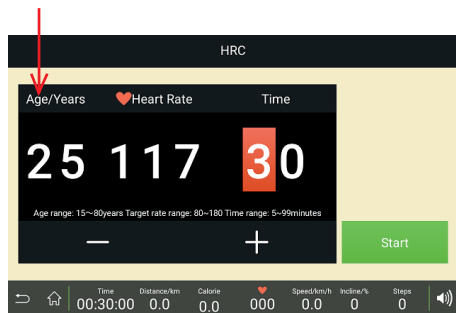 HRC
Age/Years Heart Rate Time
25 117 30
Age range: 15~80years Target rate range: 80~180 Time range: 5~99minutes
− +
Start
Time Distance/km Calorie Speed/km/h Incline/% Steps
00:30:00 0.0 0.0 000 0.0 0 0